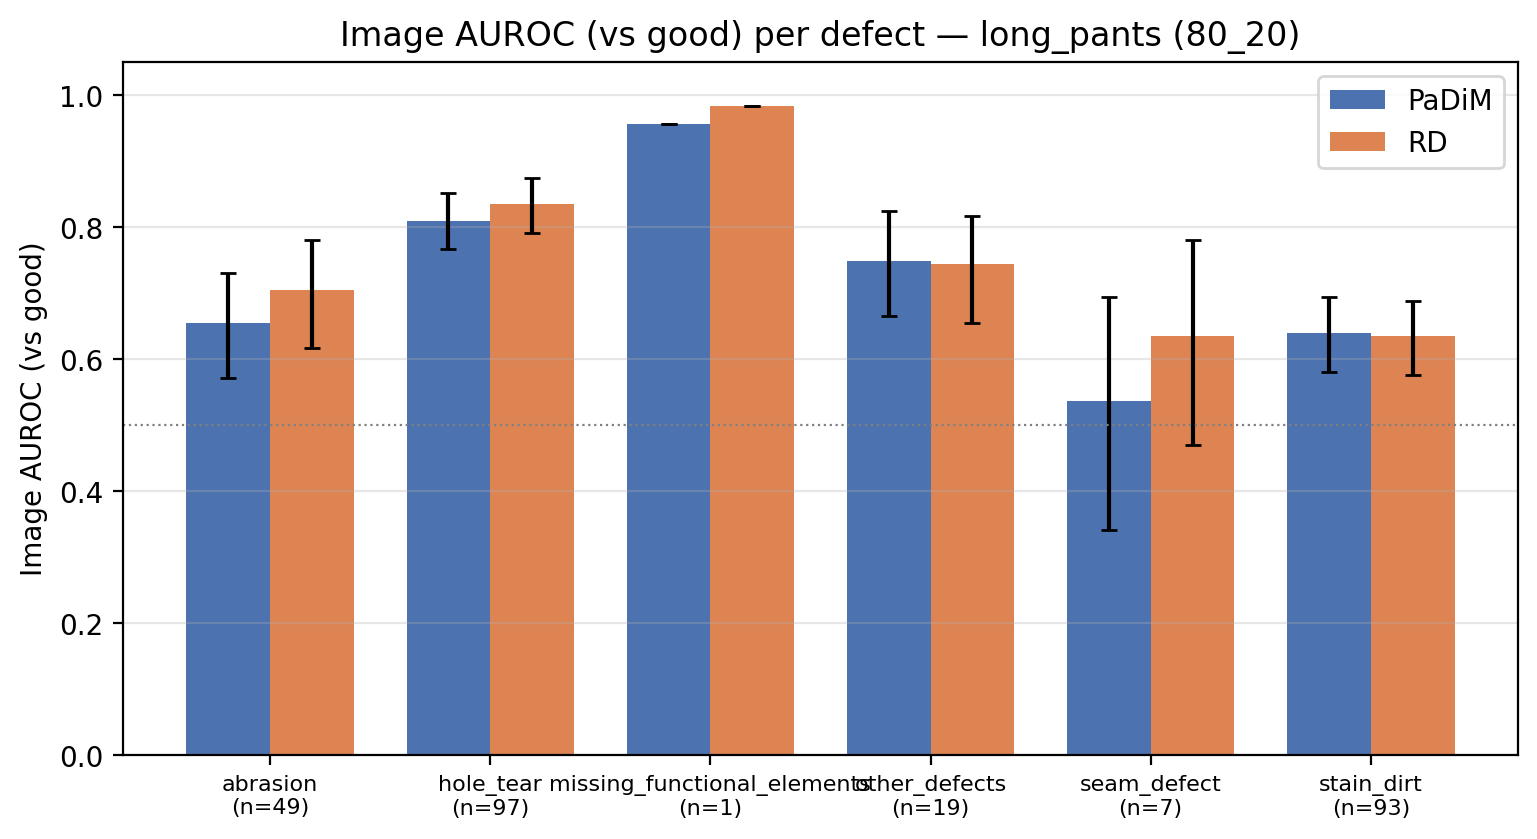 Image AUROC (vs good) per defect — long_pants (80_20)
PaDiM
RD
Image AUROC (vs good)
1.0
0.8
0.6
0.4
0.2
0.0
abrasion
(n=49)
hole_tear
(n=97)
missing_functional_elements
(n=1)
other_defects
(n=19)
seam_defect
(n=7)
stain_dirt
(n=93)